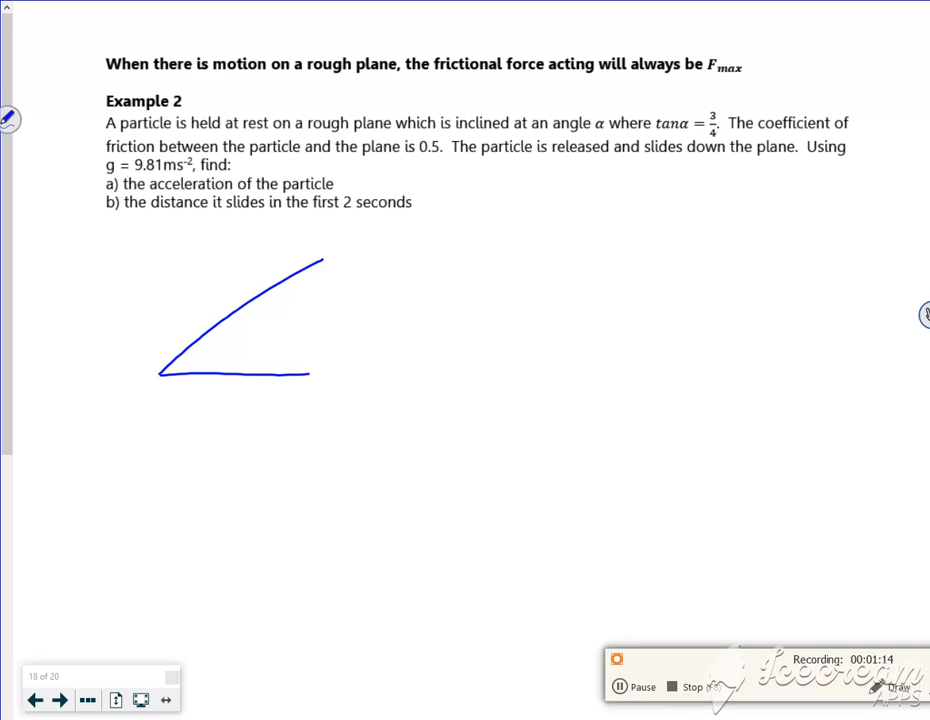 When there is motion on a rough plane, the frictional force acting will always be Fmax
Example 2
A particle is held at rest on a rough plane which is inclined at an angle α where tanα = 3/4. The coefficient of
friction between the particle and the plane is 0.5. The particle is released and slides down the plane. Using
g = 9.81ms⁻², find:
a) the acceleration of the particle
b) the distance it slides in the first 2 seconds
18 of 20
Recording: 00:01:14
Pause Stop Draw
Icecream
APPS